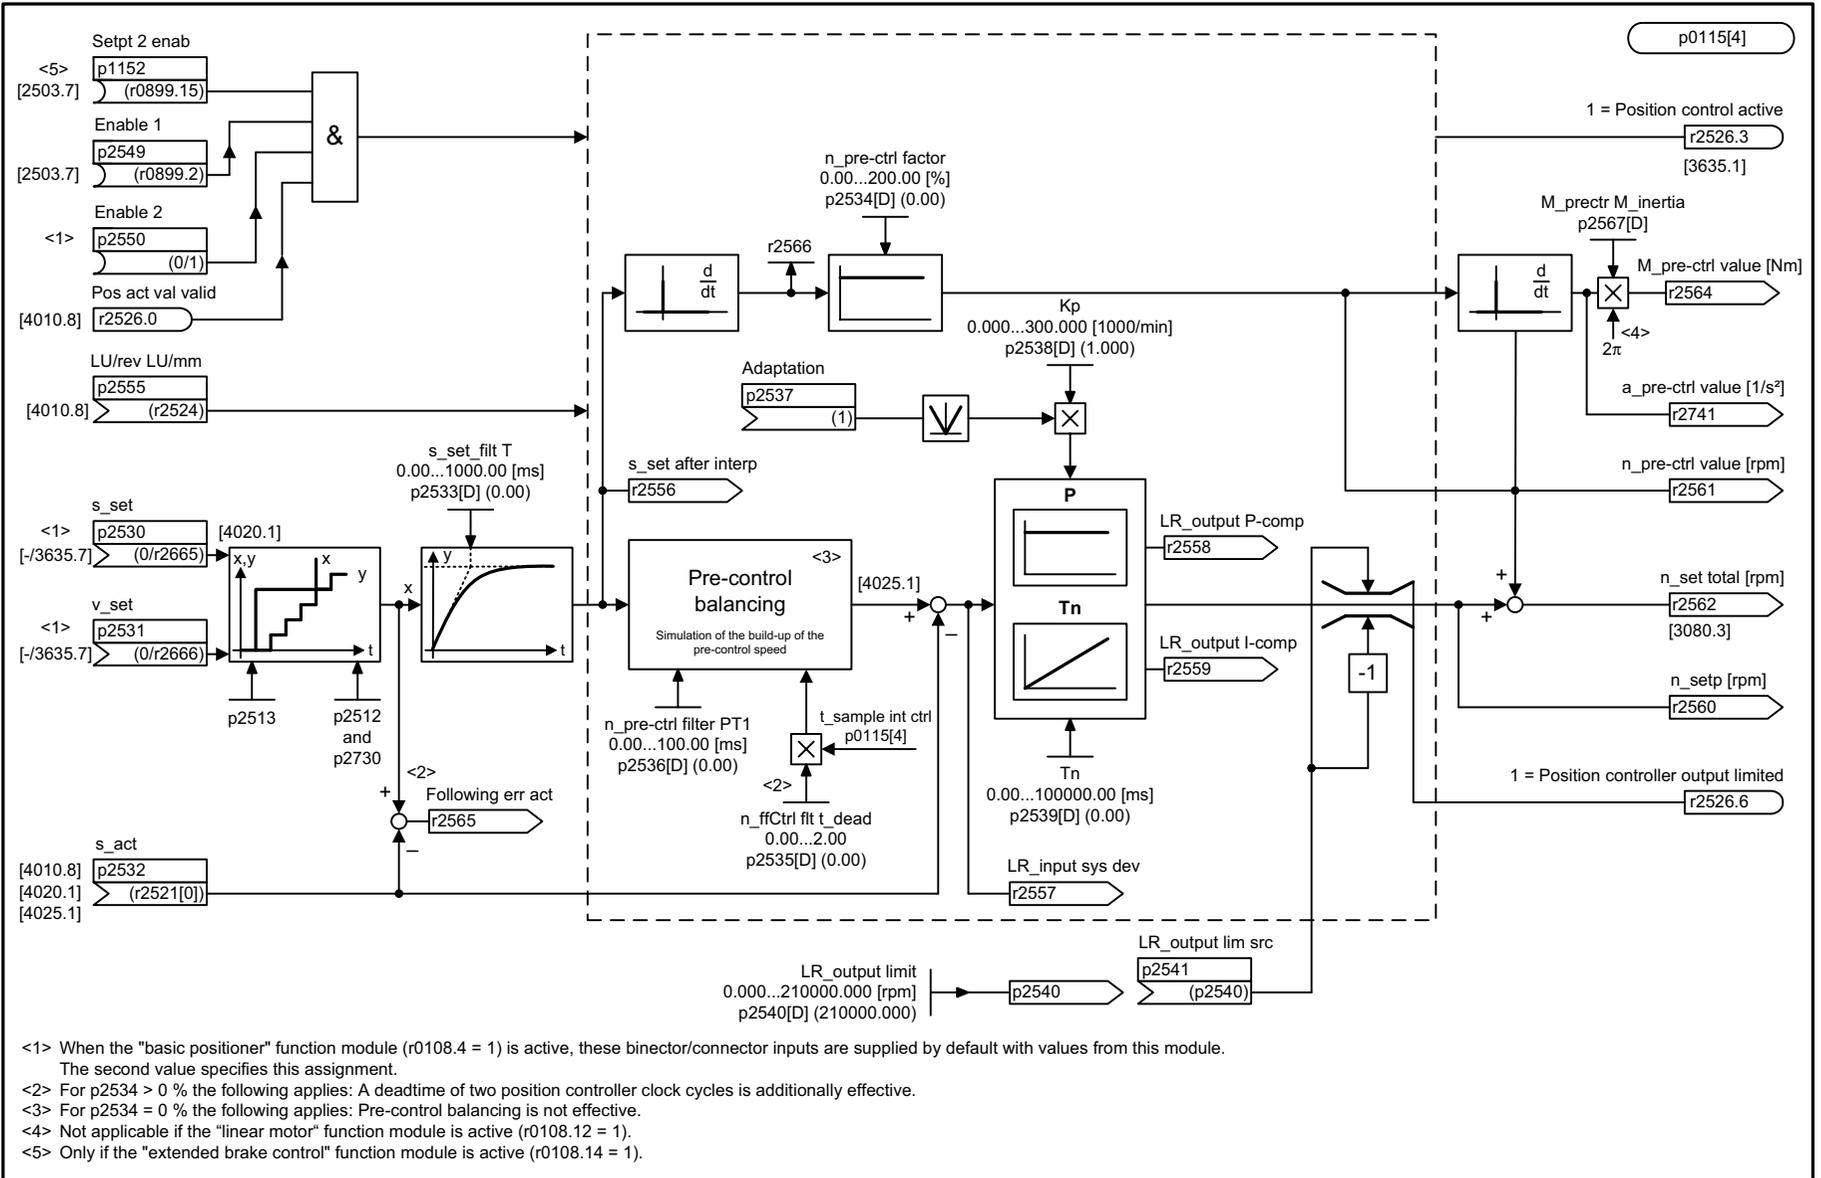 p0115[4]
Setpt 2 enab
<5>
p1152
[2503.7]
(r0899.15)
Enable 1
p2549
[2503.7]
(r0899.2)
&
Enable 2
<1>
p2550
(0/1)
Pos act val valid
[4010.8]
r2526.0
LU/rev LU/mm
p2555
[4010.8]
(r2524)
1 = Position control active
r2526.3
[3635.1]
n_pre-ctrl factor
0.00...200.00 [%]
p2534[D] (0.00)
r2566
d
dt
M_prectr M_inertia
p2567[D]
d
dt
M_pre-ctrl value [Nm]
r2564
<4>
2π
Kp
0.000...300.000 [1000/min]
p2538[D] (1.000)
Adaptation
p2537
(1)
a_pre-ctrl value [1/s²]
r2741
s_set_filt T
0.00...1000.00 [ms]
p2533[D] (0.00)
s_set after interp
r2556
n_pre-ctrl value [rpm]
r2561
s_set
<1>
p2530
[-/3635.7]
(0/r2665)
[4020.1]
x,y
x
y
t
x
y
t
v_set
<1>
p2531
[-/3635.7]
(0/r2666)
p2513
p2512
and
p2730
<3>
Pre-control
balancing
Simulation of the build-up of the
pre-control speed
[4025.1]
+
−
P
Tn
LR_output P-comp
r2558
LR_output I-comp
r2559
-1
+
+
n_set total [rpm]
r2562
[3080.3]
n_setp [rpm]
r2560
n_pre-ctrl filter PT1
0.00...100.00 [ms]
p2536[D] (0.00)
t_sample int ctrl
p0115[4]
<2>
n_ffCtrl flt t_dead
0.00...2.00
p2535[D] (0.00)
Tn
0.00...100000.00 [ms]
p2539[D] (0.00)
1 = Position controller output limited
r2526.6
<2>
+
Following err act
r2565
−
s_act
[4010.8]
p2532
[4020.1]
(r2521[0])
[4025.1]
LR_input sys dev
r2557
LR_output limit
0.000...210000.000 [rpm]
p2540[D] (210000.000)
p2540
LR_output lim src
p2541
(p2540)
<1> When the "basic positioner" function module (r0108.4 = 1) is active, these binector/connector inputs are supplied by default with values from this module.
The second value specifies this assignment.
<2> For p2534 > 0 % the following applies: A deadtime of two position controller clock cycles is additionally effective.
<3> For p2534 = 0 % the following applies: Pre-control balancing is not effective.
<4> Not applicable if the “linear motor“ function module is active (r0108.12 = 1).
<5> Only if the "extended brake control" function module is active (r0108.14 = 1).